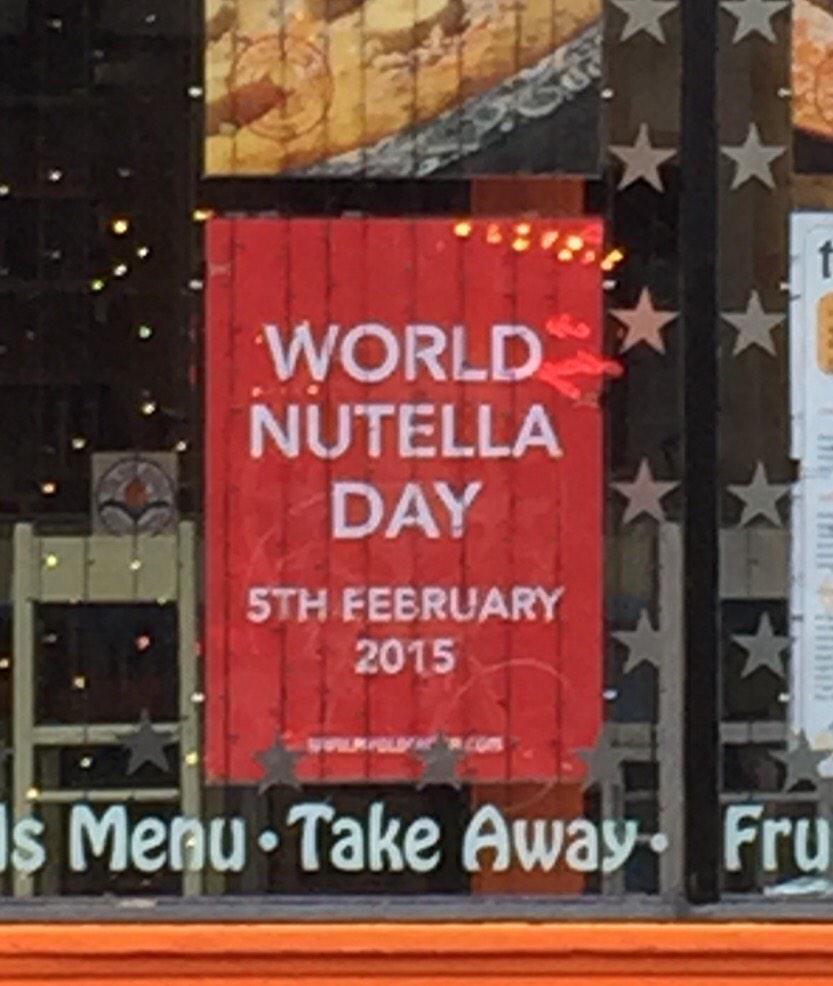 WORLD
NUTELLA
DAY
5TH FEBRUARY
2015
ls Menu • Take Away • Fru